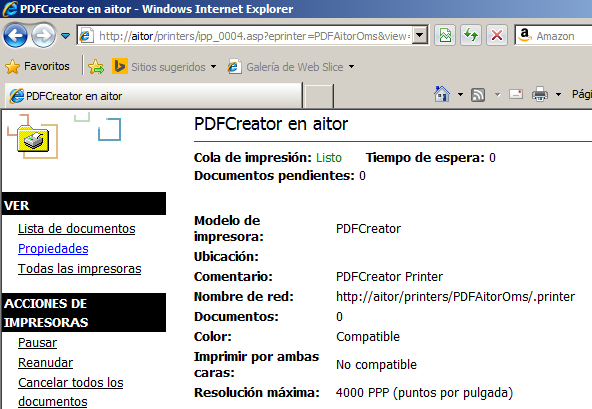 PDFCreator en aitor - Windows Internet Explorer
http://aitor/printers/ipp_0004.asp?eprinter=PDFAitorOms&view=
Amazon
Favoritos
Sitios sugeridos
Galería de Web Slice
PDFCreator en aitor
Pági
PDFCreator en aitor
Cola de impresión: Listo Tiempo de espera: 0
Documentos pendientes: 0
VER
Lista de documentos
Propiedades
Todas las impresoras
ACCIONES DE
IMPRESORAS
Pausar
Reanudar
Cancelar todos los
documentos
Modelo de
impresora: PDFCreator
Ubicación:
Comentario: PDFCreator Printer
Nombre de red: http://aitor/printers/PDFAitorOms/.printer
Documentos: 0
Color: Compatible
Imprimir por ambas
caras: No compatible
Resolución máxima: 4000 PPP (puntos por pulgada)